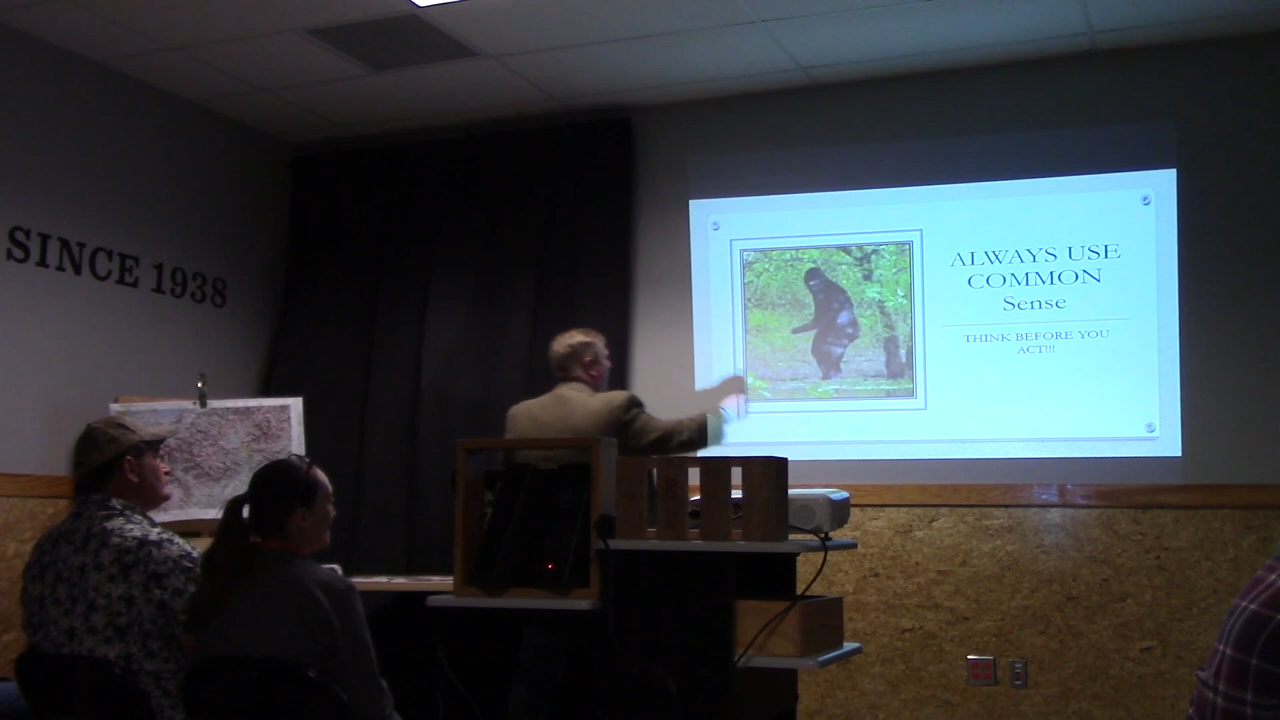 SINCE 1938
ALWAYS USE
COMMON
Sense
THINK BEFORE YOU
ACT!!!